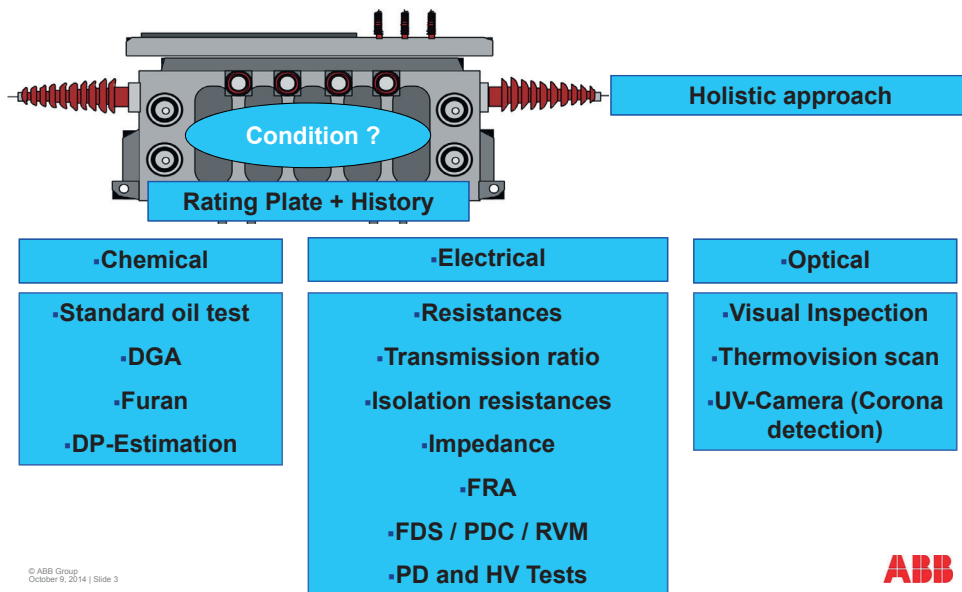 Holistic approach
Condition ?
Rating Plate + History
▪Chemical
▪Standard oil test
▪DGA
▪Furan
▪DP-Estimation
▪Electrical
▪Resistances
▪Transmission ratio
▪Isolation resistances
▪Impedance
▪FRA
▪FDS / PDC / RVM
▪PD and HV Tests
▪Optical
▪Visual Inspection
▪Thermovision scan
▪UV-Camera (Corona
detection)
© ABB Group
October 9, 2014 | Slide 3
ABB